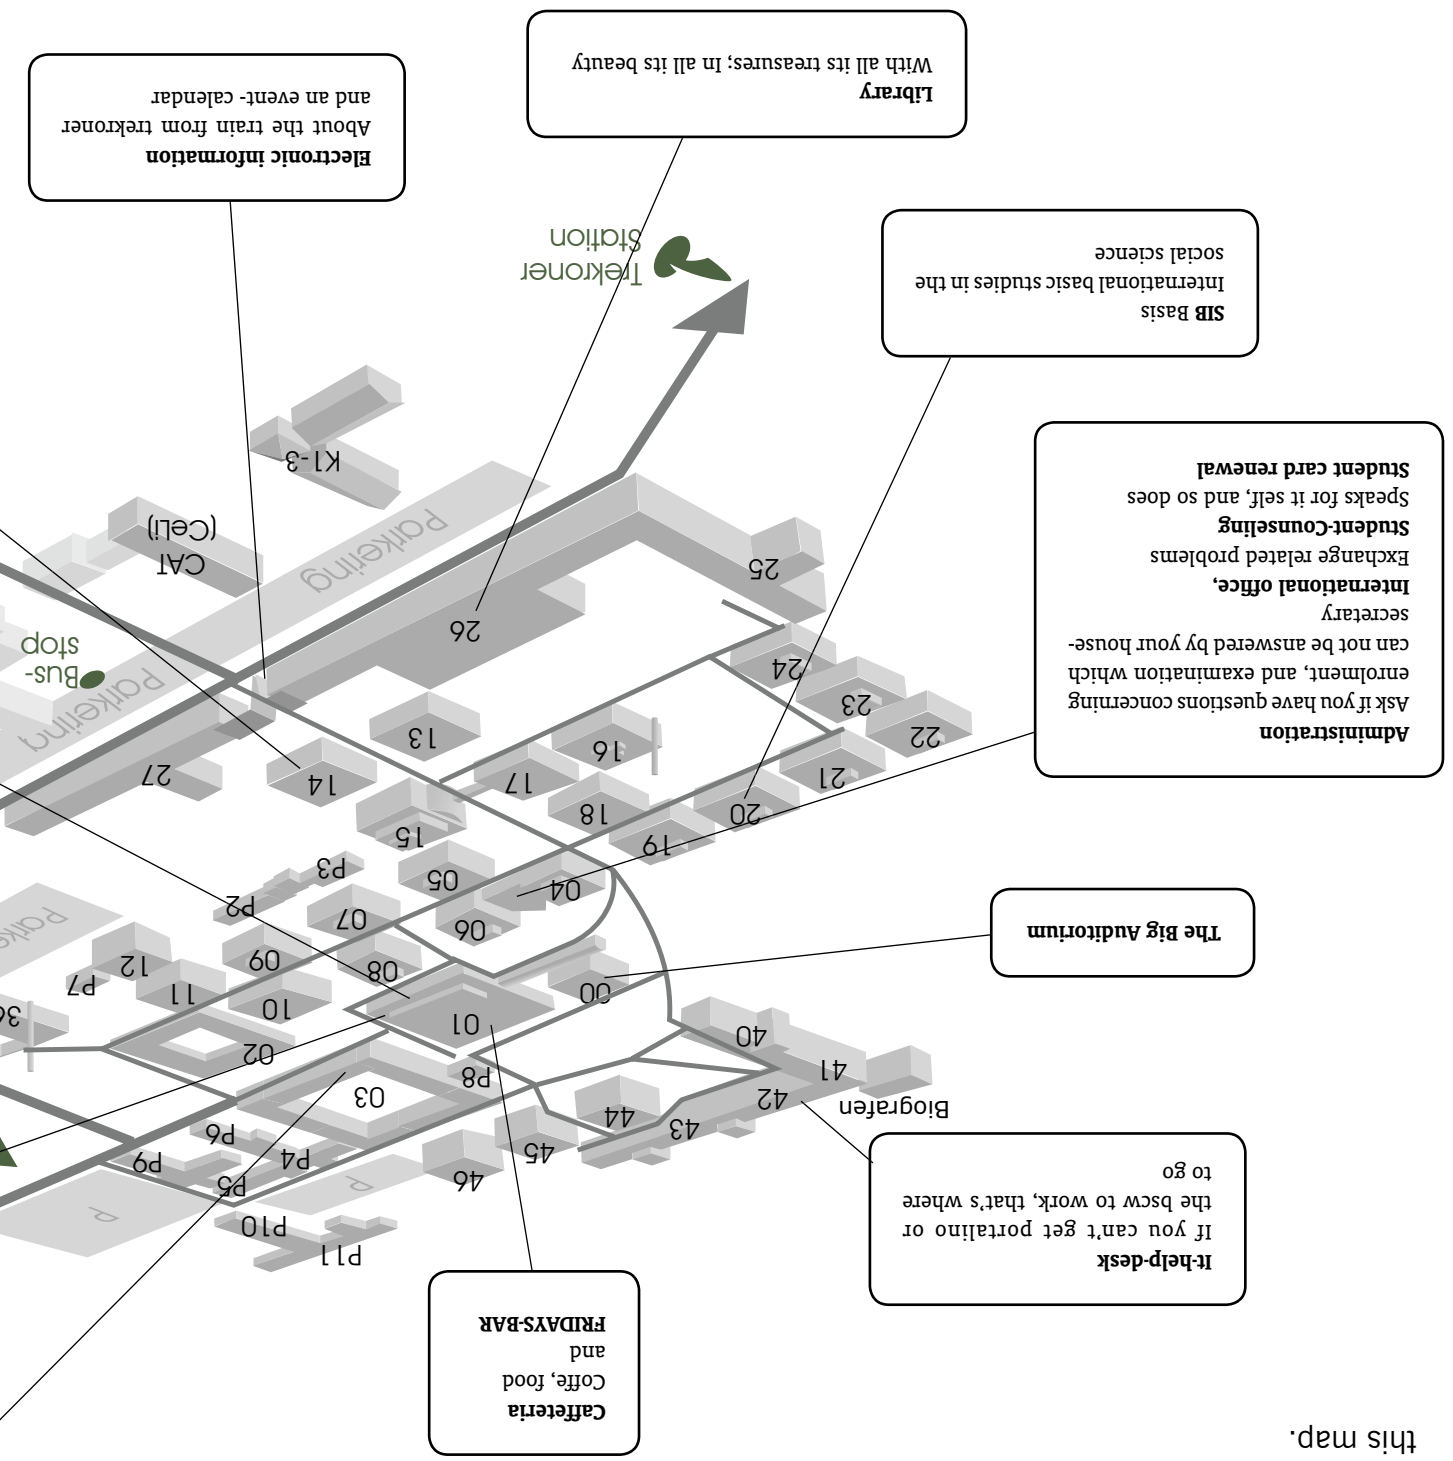 this map.
Caffeteria
Coffe, food
and
FRIDAYS-BAR
It-help-desk
If you can't get portalino or
the bscw to work, that's where
to go
Biografen
P11
P10
P
P
46
45
44
43
42
41
40
P5
P4
P9
P6
P8
03
02
01
00
The Big Auditorium
10
11
12
P7
36
09
08
07
06
05
04
P2
P3
Parke
Administration
Ask if you have questions concerning
enrolment, and examination which
can not be answered by your house-
secretary
International office,
Exchange related problems
Student-Counseling
Speaks for it self, and so does
Student card renewal
19
20
21
22
23
24
25
18
17
16
15
14
13
27
26
Parkering
Parkering
Bus-
stop
CAT
(CeLi)
K1-3
SIB Basis
International basic studies in the
social science
Trekroner
Station
Electronic information
About the train from trekroner
and an event- calendar
Library
With all its treasures; In all its beauty